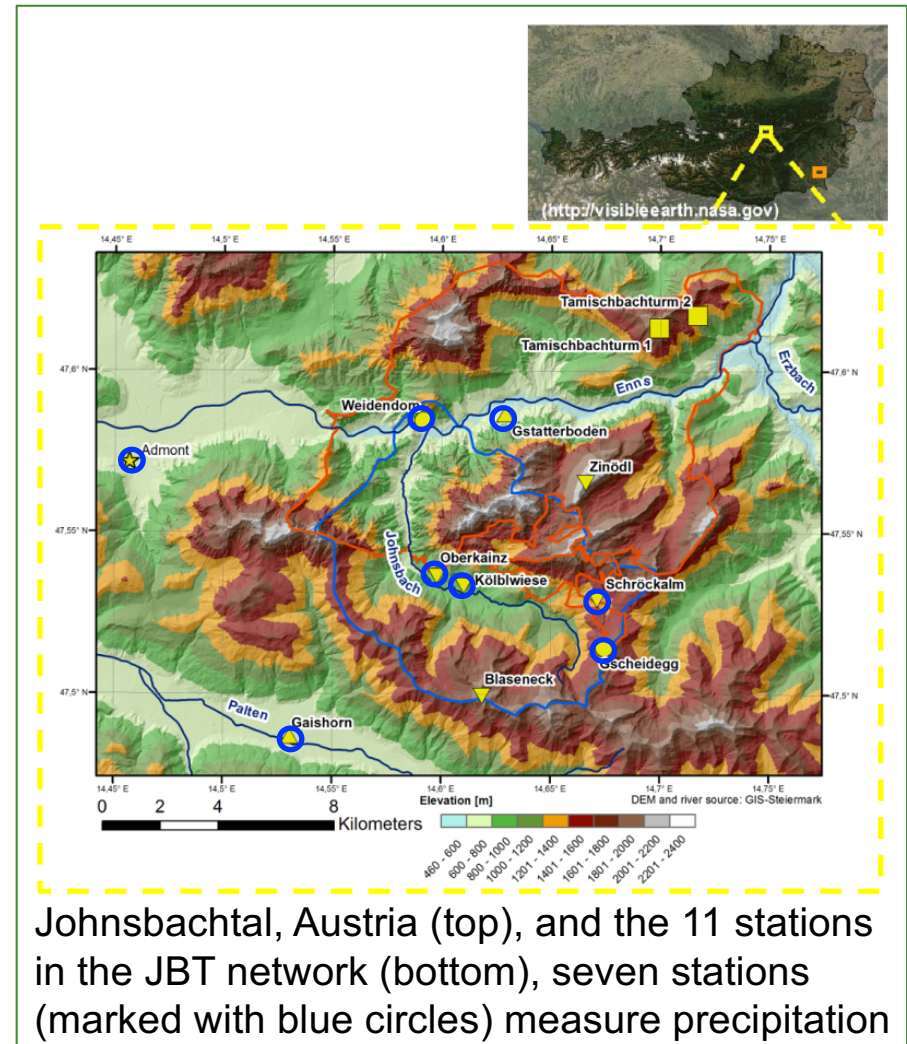 (http://visibleearth.nasa.gov)
14,45° E 14,5° E 14,55° E 14,6° E 14,65° E 14,7° E 14,75° E
Tamischbachturm 2
Tamischbachturm 1
47,6° N 47,6° N
Enns
Erzbach
Weidendom
Gstatterboden
Admont
Zinödl
47,55° N 47,55° N
Johnsbach
Oberkainz
Kölblwiese
Schröckalm
Gscheidegg
Blaseneck
47,5° N 47,5° N
Palten
Gaishorn
14,45° E 14,5° E 14,55° E 14,6° E 14,65° E 14,7° E 14,75° E
0 2 4 8
Kilometers
Elevation [m]
DEM and river source: GIS-Steiermark
460 - 600
600 - 800
800 - 1000
1000 - 1200
1201 - 1400
1401 - 1600
1601 - 1800
1801 - 2000
2001 - 2200
2201 - 2400
Johnsbachtal, Austria (top), and the 11 stations
in the JBT network (bottom), seven stations
(marked with blue circles) measure precipitation